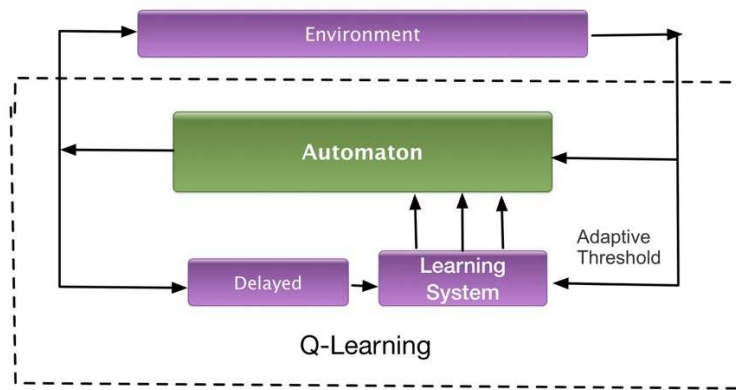 Environment
Automaton
Adaptive
Threshold
Delayed
Learning
System
Q-Learning